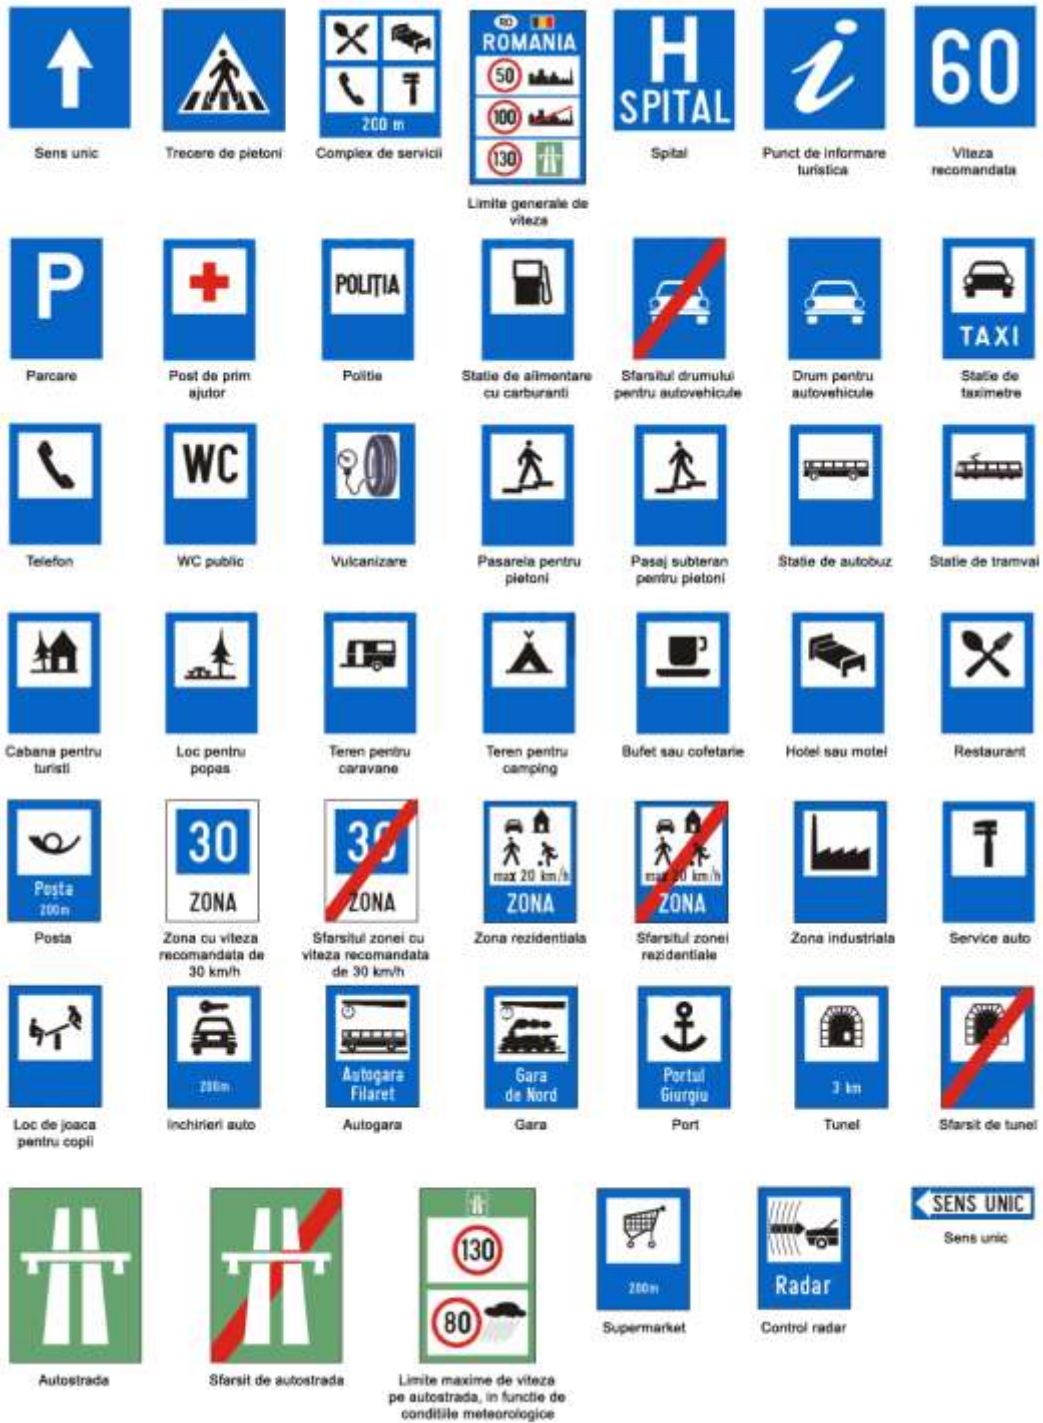 200 m
RO
ROMANIA
50
100
130
H
SPITAL
i
60
Sens unic
Trecere de pietoni
Complex de servicii
Limite generale de
viteza
Spital
Punct de informare
turistica
Viteza
recomandata
P
POLIȚIA
TAXI
Parcare
Post de prim
ajutor
Politie
Statie de alimentare
cu carburanti
Sfarsitul drumului
pentru autovehicule
Drum pentru
autovehicule
Statie de
taximetre
WC
Telefon
WC public
Vulcanizare
Pasarela pentru
pietoni
Pasaj subteran
pentru pietoni
Statie de autobuz
Statie de tramvai
Cabana pentru
turisti
Loc pentru
popas
Teren pentru
caravane
Teren pentru
camping
Bufet sau cofetarie
Hotel sau motel
Restaurant
Poșta
200m
30
ZONA
30
ZONA
max 20 km/h
ZONA
max 20 km/h
ZONA
Posta
Zona cu viteza
recomandata de
30 km/h
Sfarsitul zonei cu
viteza recomandata
de 30 km/h
Zona rezidentiala
Sfarsitul zonei
rezidentiale
Zona industriala
Service auto
200m
Autogara
Filaret
Gara
de Nord
Portul
Giurgiu
3 km
Loc de joaca
pentru copii
Inchirieri auto
Autogara
Gara
Port
Tunel
Sfarsit de tunel
130
80
200m
Radar
SENS UNIC
Autostrada
Sfarsit de autostrada
Limite maxime de viteza
pe autostrada, in functie de
conditiile meteorologice
Supermarket
Control radar
Sens unic